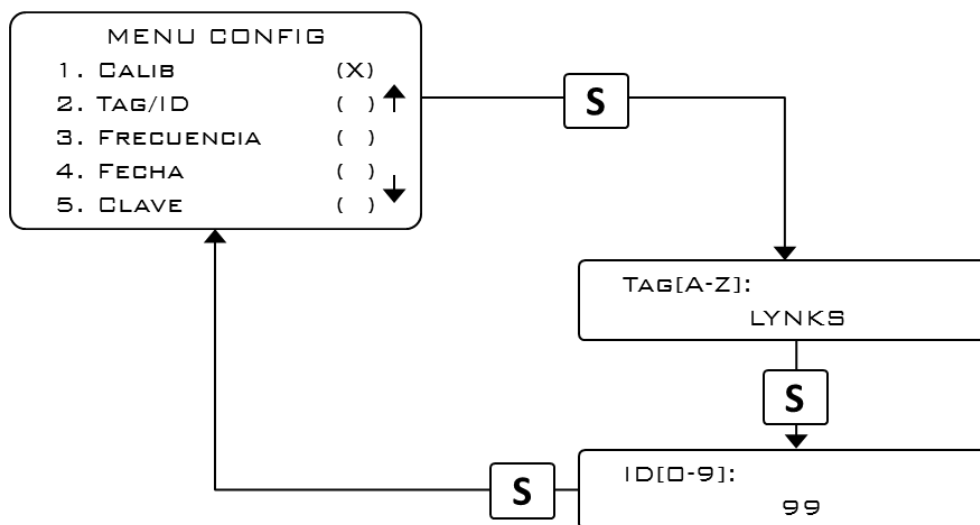 MENU CONFIG
1. CALIB (X)
2. TAG/ID ( )
3. FRECUENCIA ( )
4. FECHA ( )
5. CLAVE ( )
S
TAG[A-Z]:
LYNKS
S
ID[0-9]:
99
S